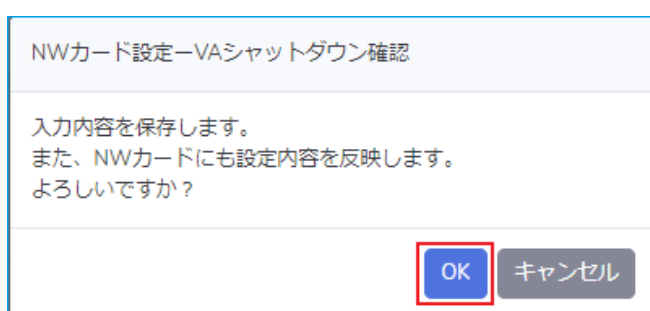 NWカード設定ーVAシャットダウン確認
入力内容を保存します。
また、NWカードにも設定内容を反映します。
よろしいですか？
OK
キャンセル